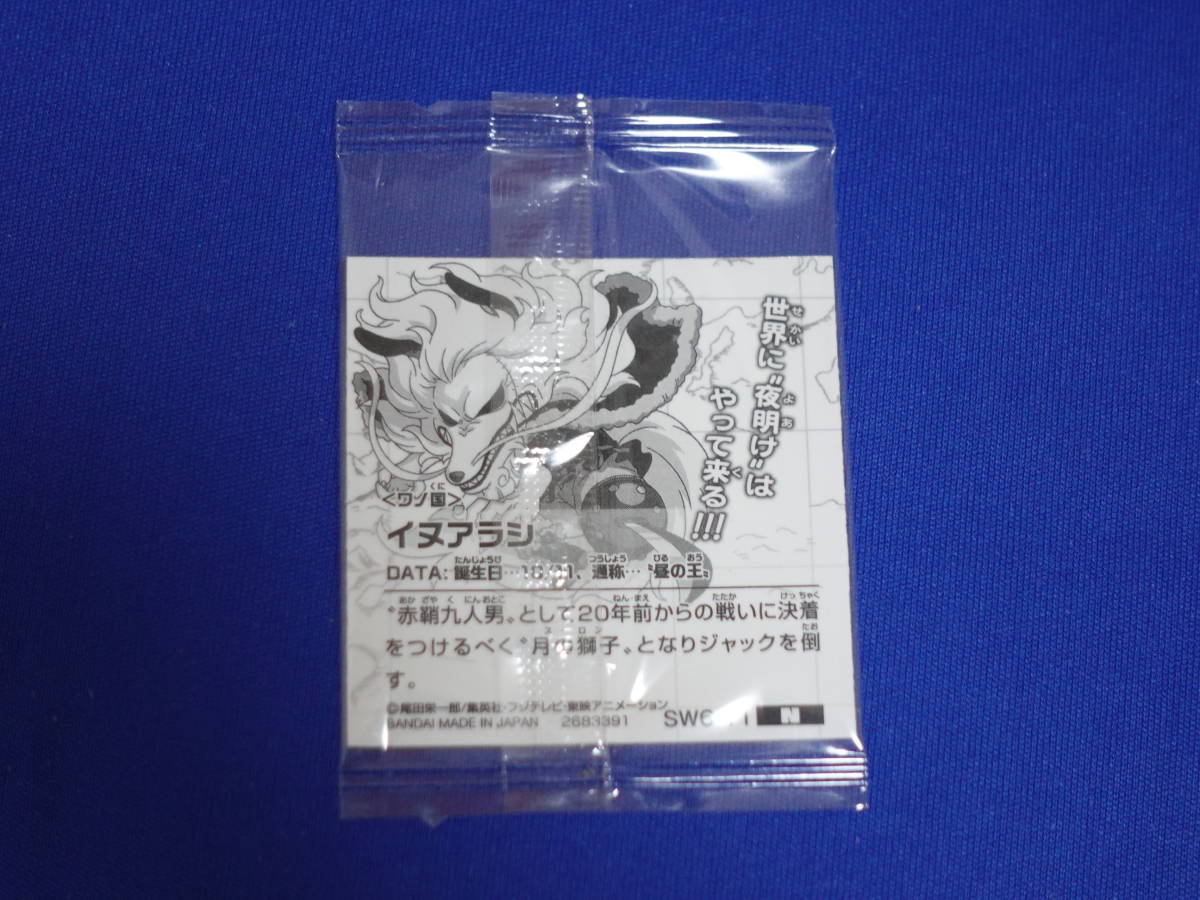 世界に"夜明け"は
やって来る!!!
<ワノ国>
イヌアラシ
DATA: 誕生日… 通称…〝昼の王〟
〝赤鞘九人男〟として20年前からの戦いに決着
をつけるべく〝月の獅子〟となりジャックを倒
す。
©尾田栄一郎/集英社・フジテレビ・東映アニメーション
BANDAI MADE IN JAPAN 2683391
N